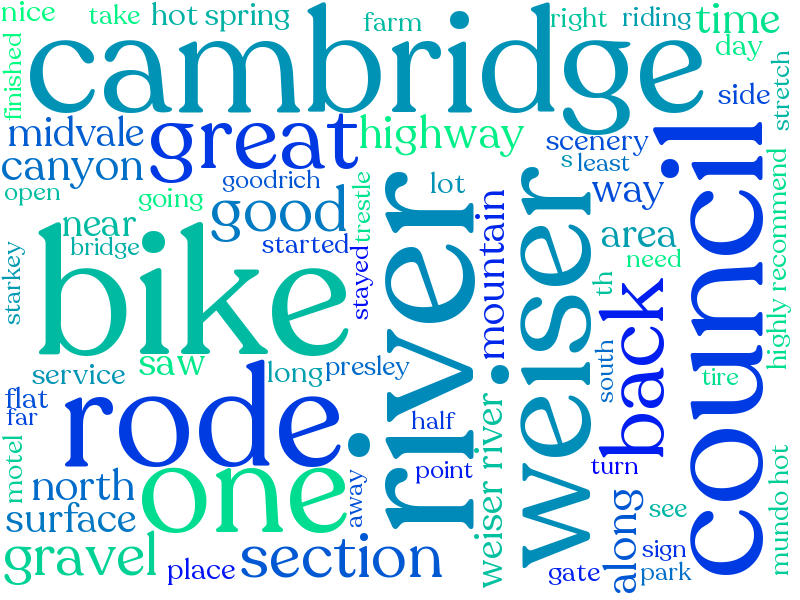 nice
take
hot spring
farm
right
riding
time
finished
cambridge
day
stretch
side
midvale
great
highway
scenery
council
canyon
s
least
open
goodrich
lot
way
going
trestle
river
weiser
mountain
highly recommend
good
near
bridge
started
stayed
area
need
th
back
starkey
bike
saw
service
long
presley
south
tire
flat
far
rode
half
weiser river
motel
north
one
away
point
turn
mundo hot
surface
along
see
gravel
place
section
sign
gate
park